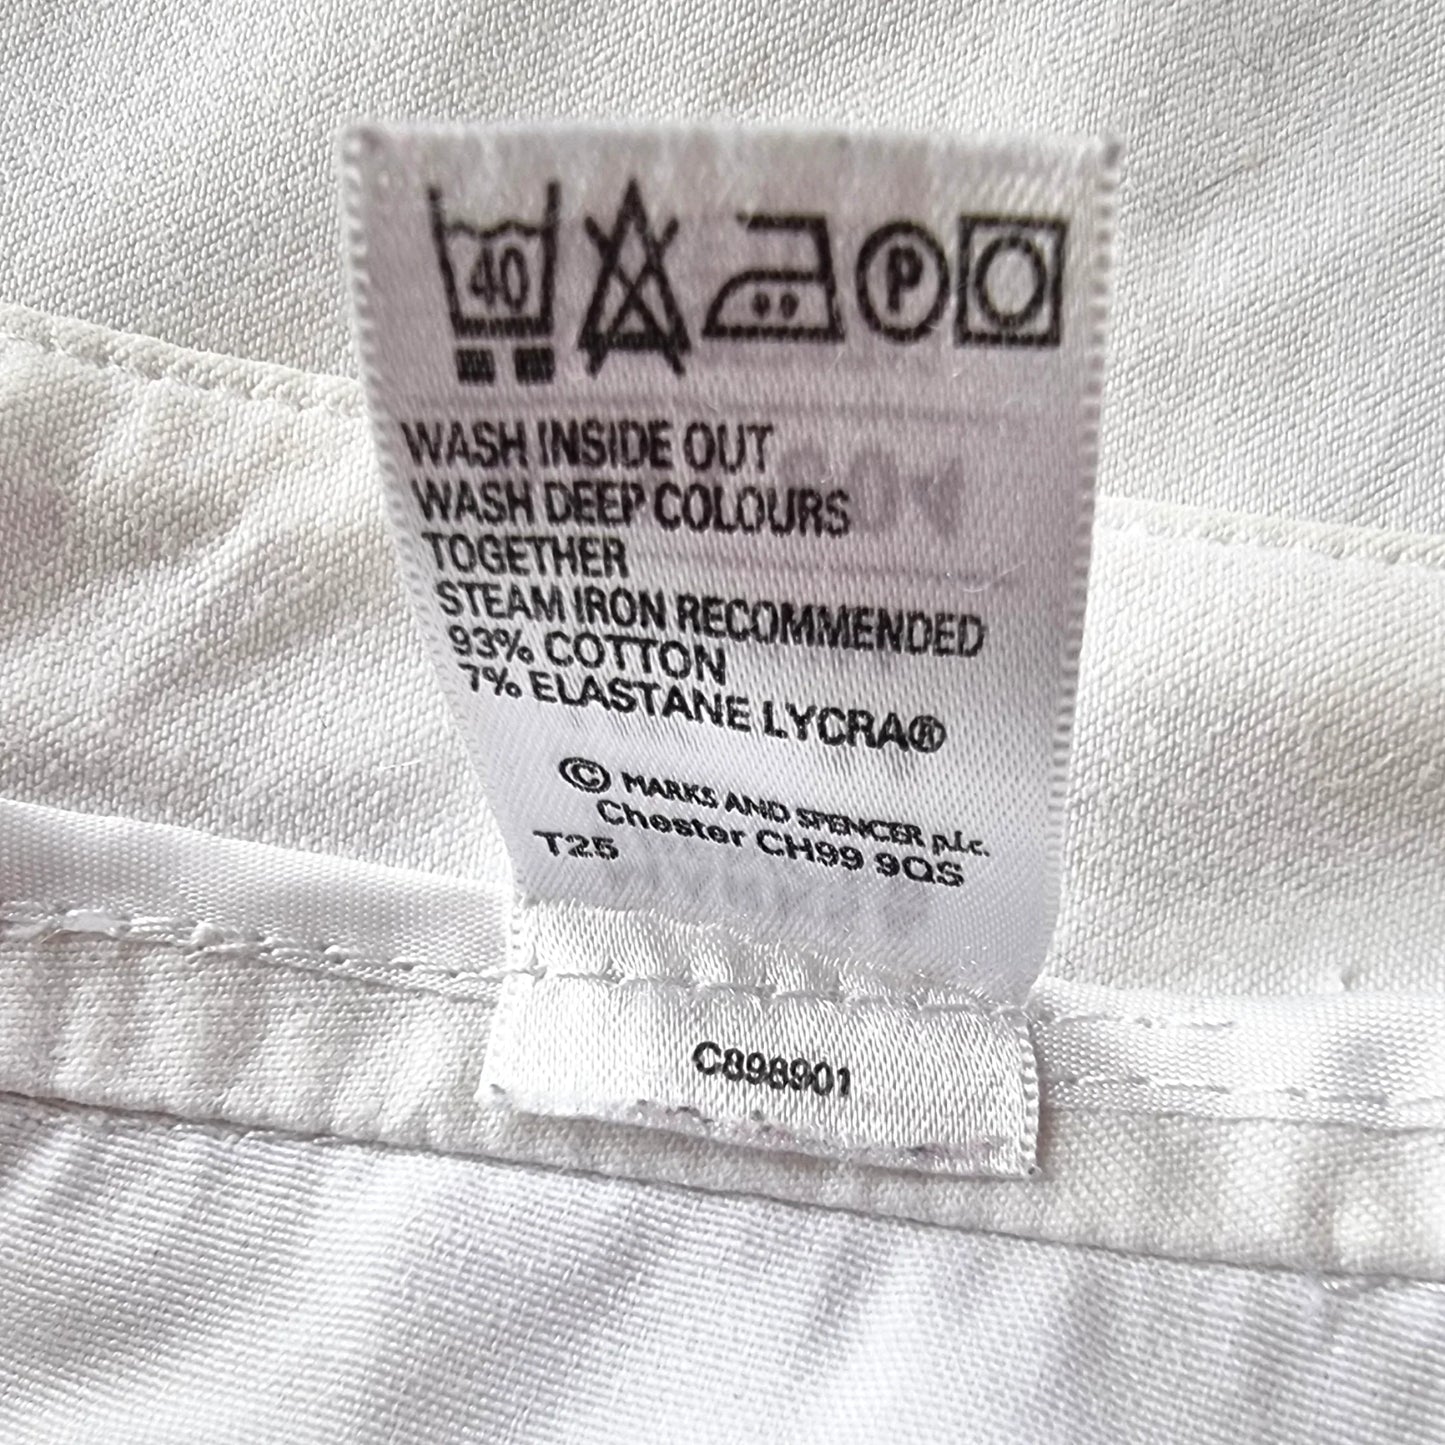 40 P
WASH INSIDE OUT
WASH DEEP COLOURS
TOGETHER
STEAM IRON RECOMMENDED
93% COTTON
7% ELASTANE LYCRA®
© MARKS AND SPENCER p.l.c.
Chester CH99 9QS
T25
C898901